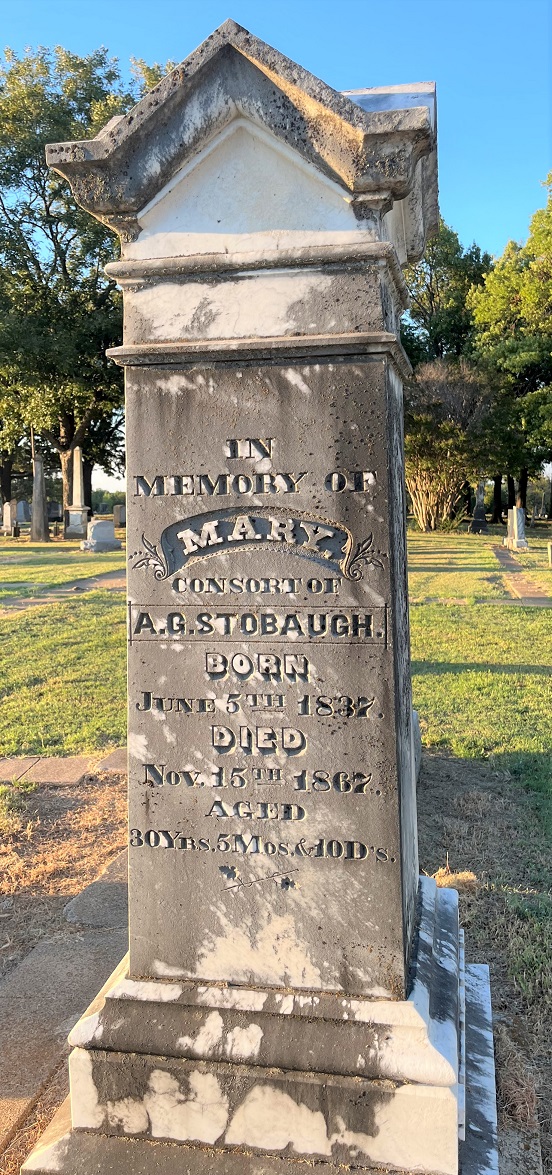 IN
MEMORY OF
MARY,
CONSORT OF
A.G. STOBAUGH.
BORN
JUNE 5TH 1837.
DIED
NOV. 15TH 1867.
AGED
30YRS. 5MOS. & 10D's.